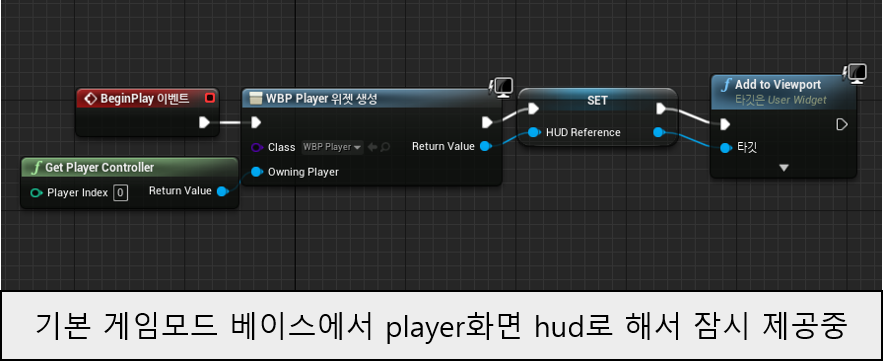 BeginPlay 이벤트
WBP Player 위젯 생성
Class WBP Player
Return Value
Owning Player
Get Player Controller
Player Index 0
Return Value
SET
HUD Reference
Add to Viewport
타깃은 User Widget
타깃
기본 게임모드 베이스에서 player화면 hud로 해서 잠시 제공중